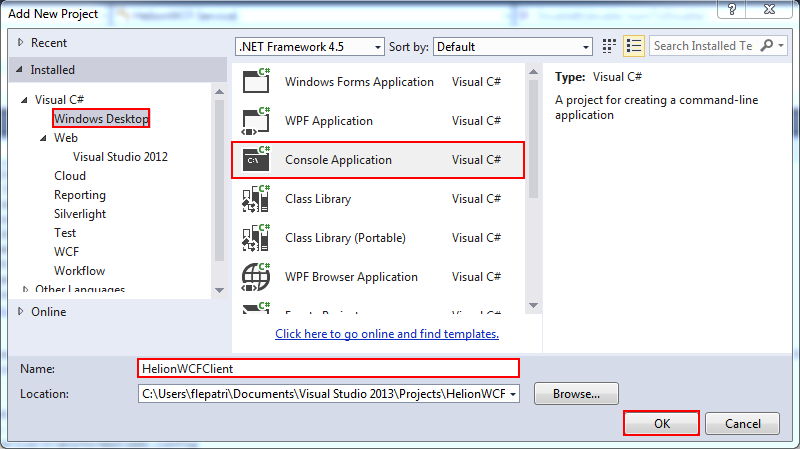 Add New Project
Recent
.NET Framework 4.5 Sort by: Default Search Installed Te
Installed
Visual C#
Windows Desktop
Web
Visual Studio 2012
Cloud
Reporting
Silverlight
Test
WCF
Workflow
Other Languages
Online
C# Windows Forms Application Visual C#
C# WPF Application Visual C#
C# C:\ Console Application Visual C#
C# Class Library Visual C#
C# Class Library (Portable) Visual C#
C# WPF Browser Application Visual C#
C#
Click here to go online and find templates.
Type: Visual C#
A project for creating a command-line
application
Name: HelionWCFClient
Location: C:\Users\flepatri\Documents\Visual Studio 2013\Projects\HelionWCF Browse...
OK Cancel